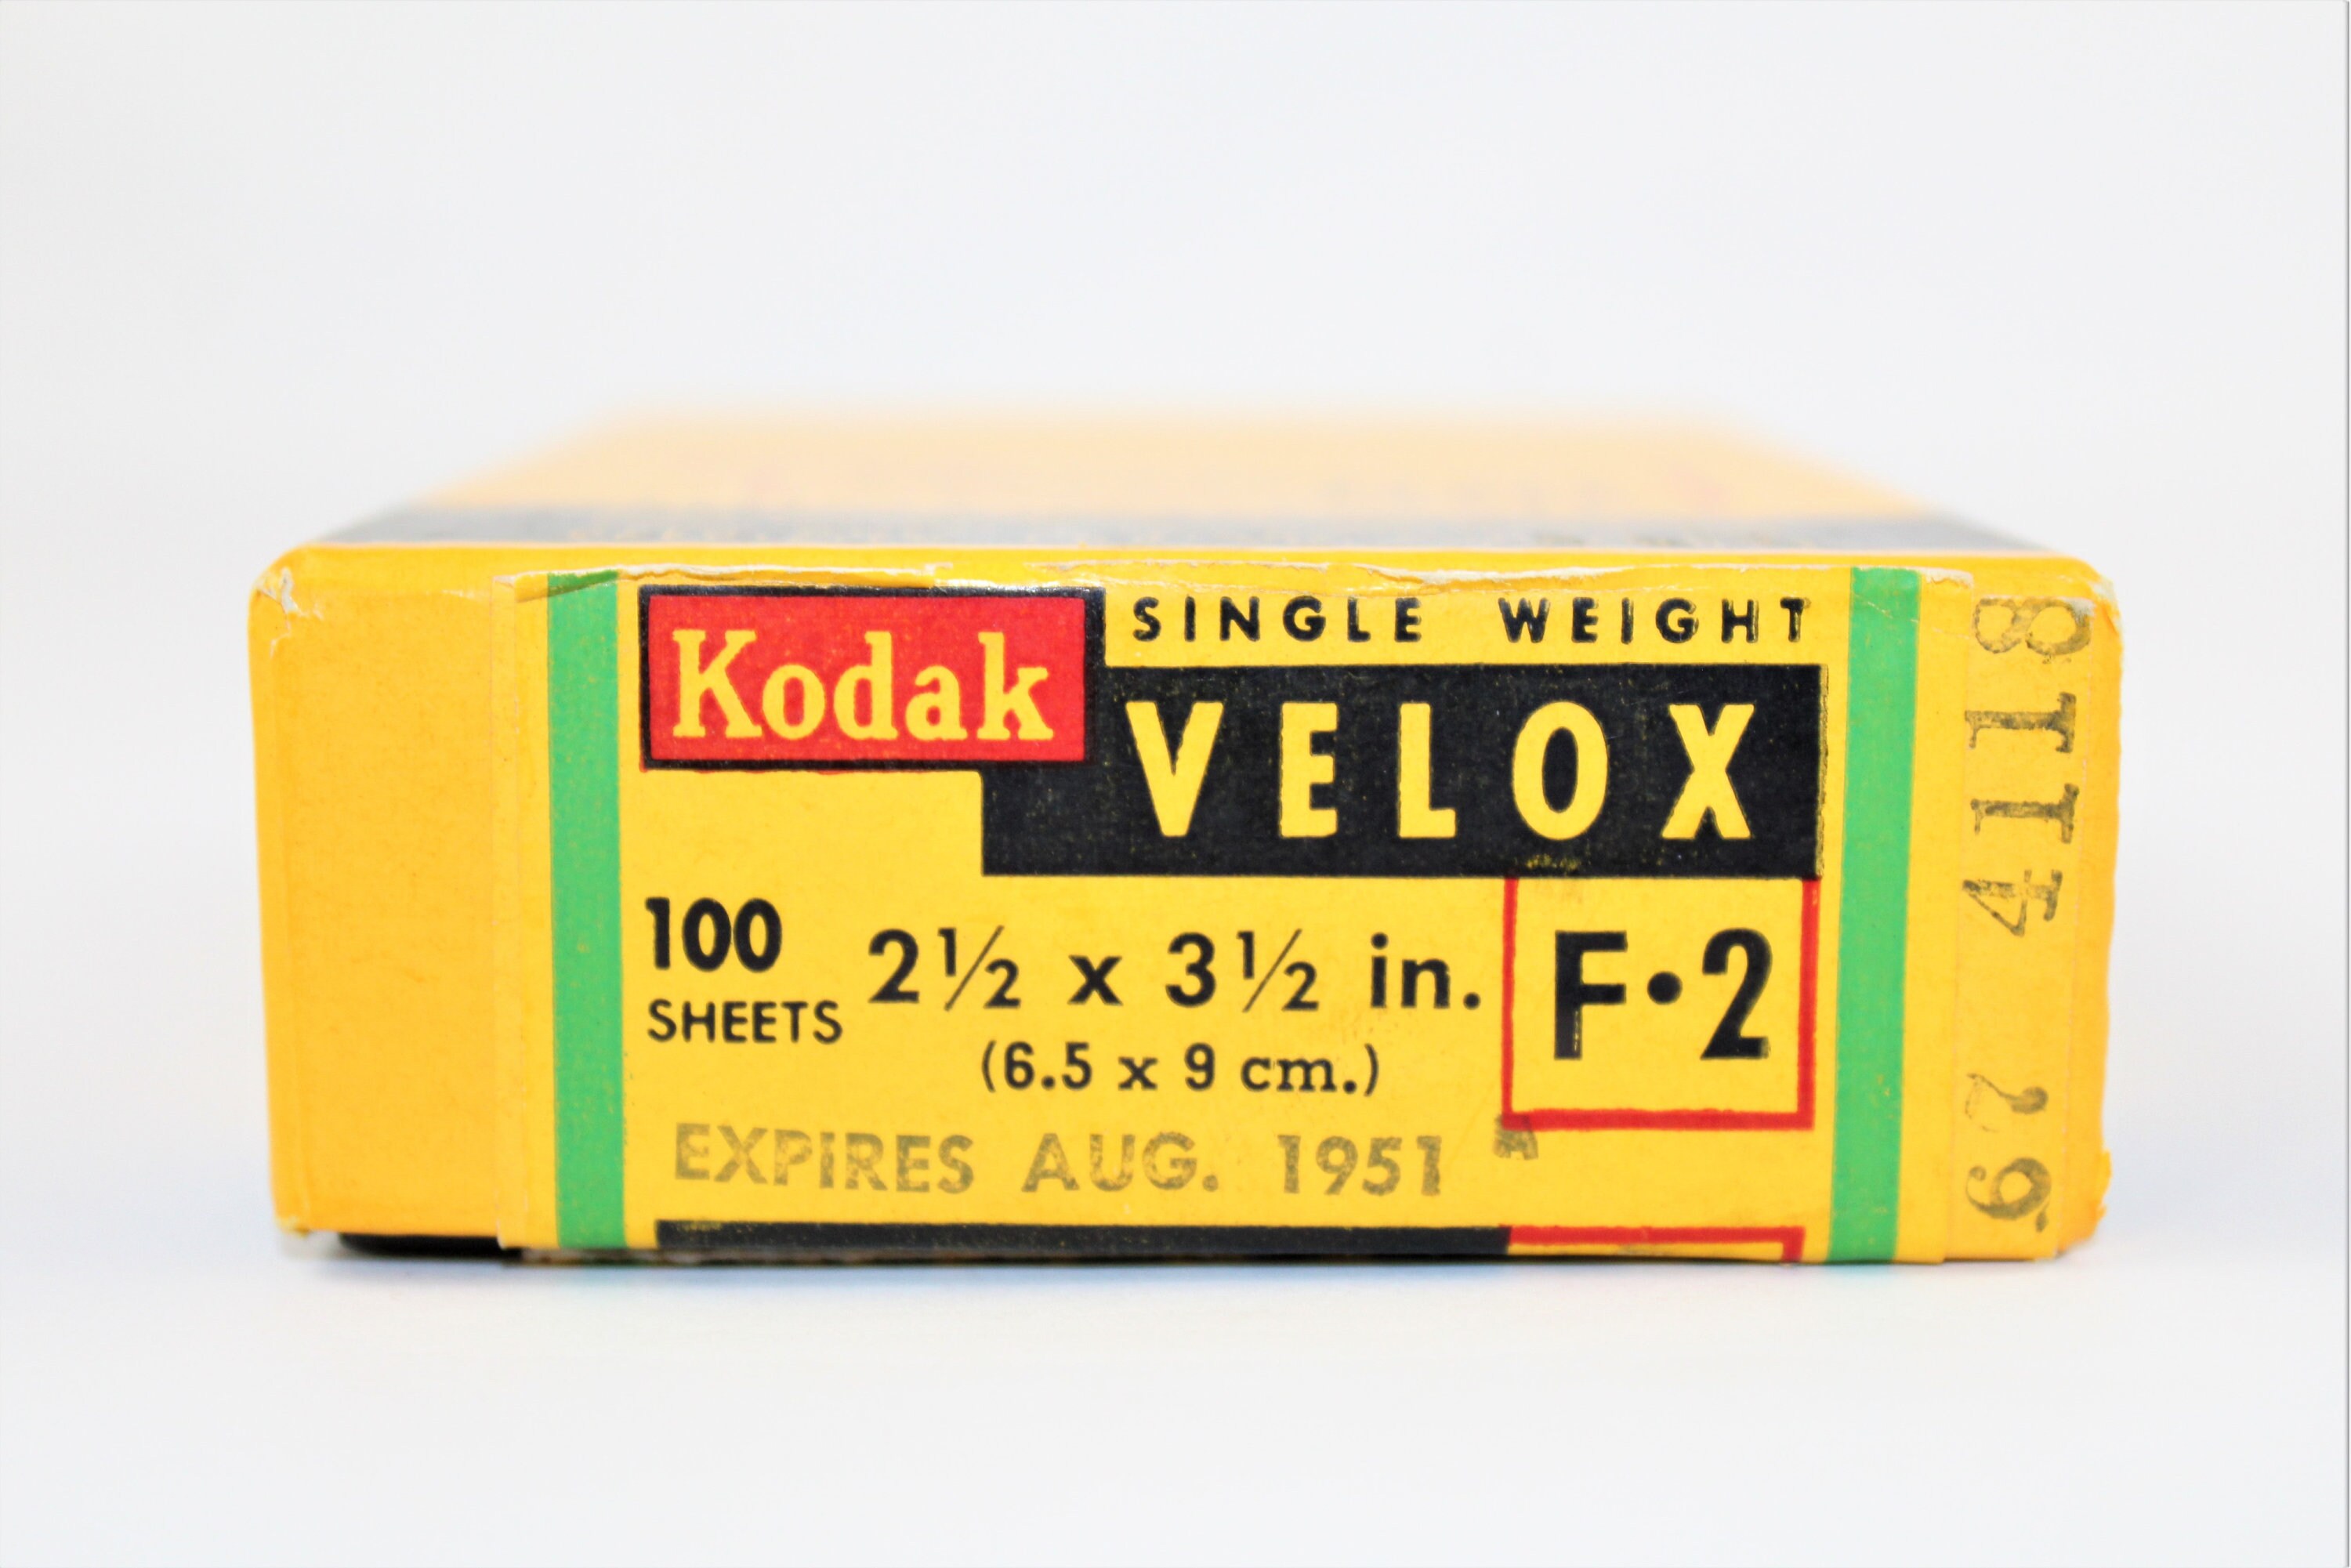 Kodak
SINGLE WEIGHT
VELOX
100
SHEETS
2½ x 3½ in.
(6.5 x 9 cm.)
F•2
EXPIRES AUG. 1951
67 4118